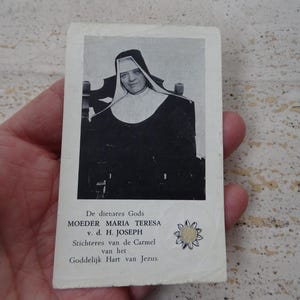 De dienares Gods
MOEDER MARIA TERESA
v. d. H. JOSEPH
Stichteres van de Carmel
van het
Goddelijk Hart van Jezus